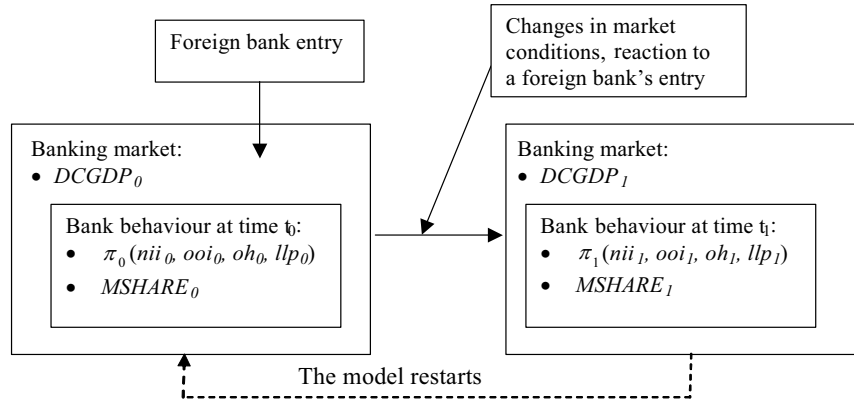 Foreign bank entry
Changes in market
conditions, reaction to
a foreign bank's entry
Banking market:
• DCGDP₀
Bank behaviour at time t₀:
• π₀(nii₀, ooi₀, oh₀, llp₀)
• MSHARE₀
Banking market:
• DCGDP₁
Bank behaviour at time t₁:
• π₁(nii₁, ooi₁, oh₁, llp₁)
• MSHARE₁
The model restarts